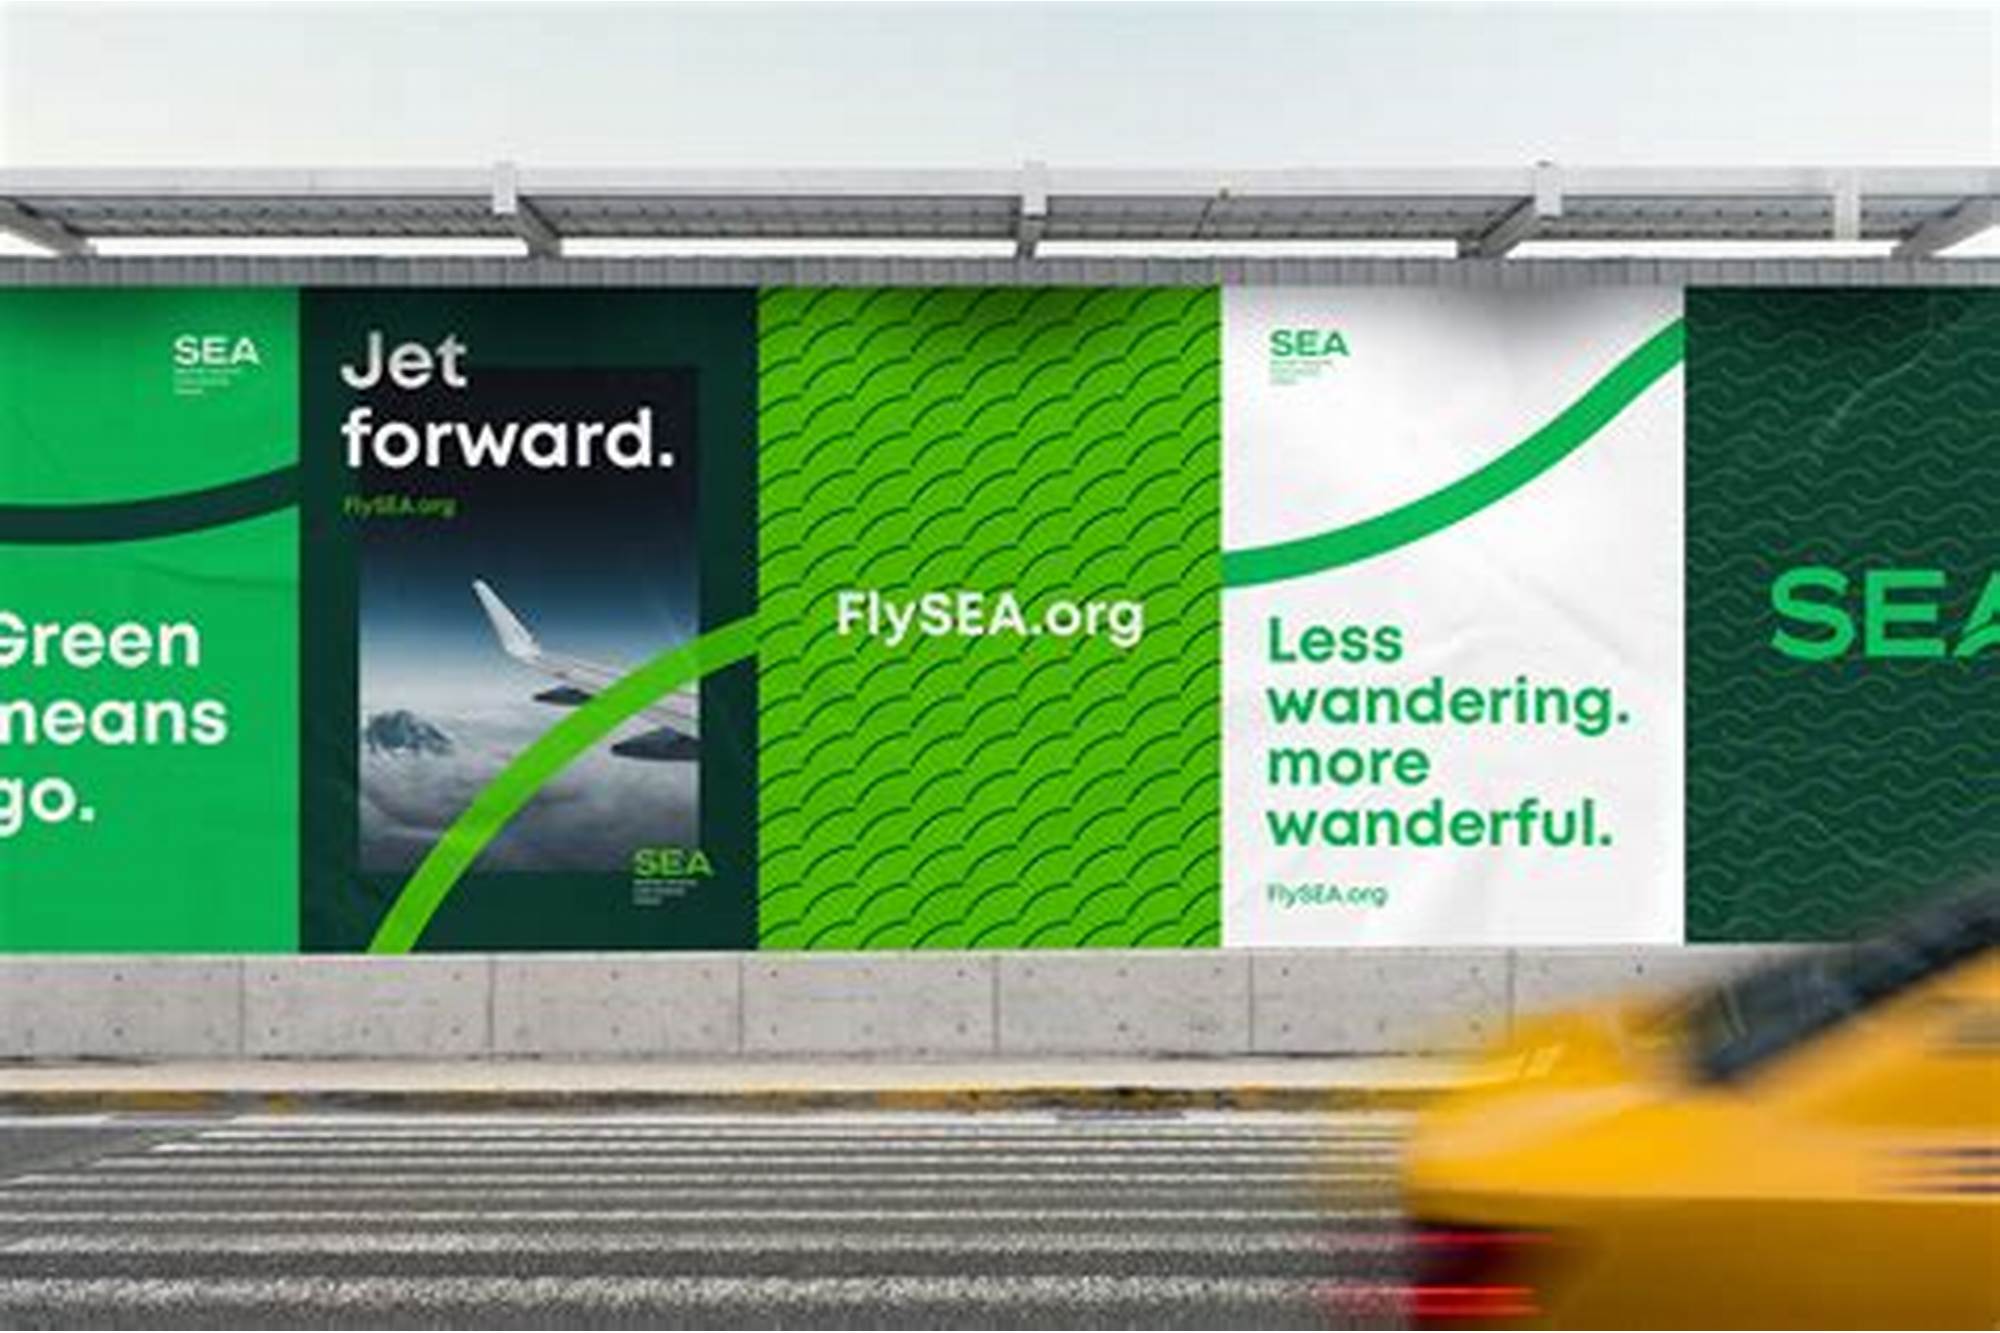 SEA
Green
means
go.
Jet
forward.
FlySEA.org
SEA
FlySEA.org
SEA
Less
wandering.
more
wanderful.
FlySEA.org
SEA